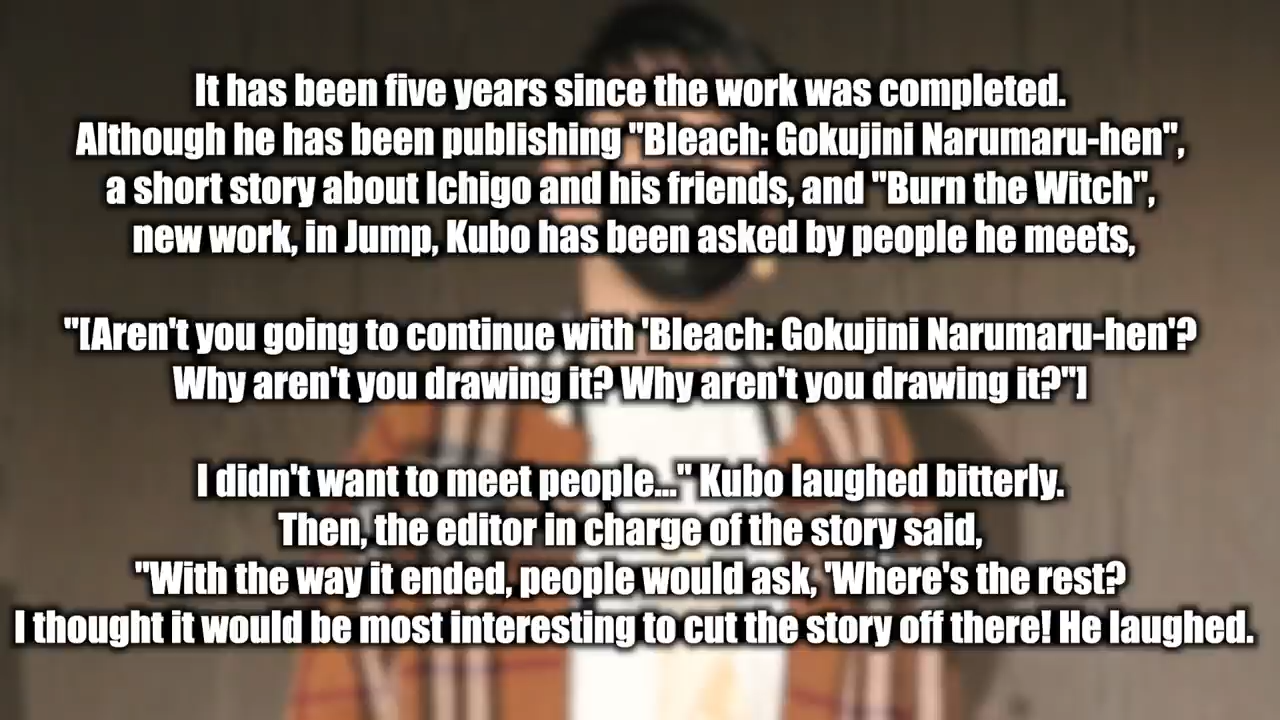 It has been five years since the work was completed.
Although he has been publishing "Bleach: Gokujini Narumaru-hen",
a short story about Ichigo and his friends, and "Burn the Witch",
new work, in Jump, Kubo has been asked by people he meets,
"[Aren't you going to continue with 'Bleach: Gokujini Narumaru-hen'?
Why aren't you drawing it? Why aren't you drawing it?"]
I didn't want to meet people..." Kubo laughed bitterly.
Then, the editor in charge of the story said,
"With the way it ended, people would ask, 'Where's the rest?
I thought it would be most interesting to cut the story off there! He laughed.